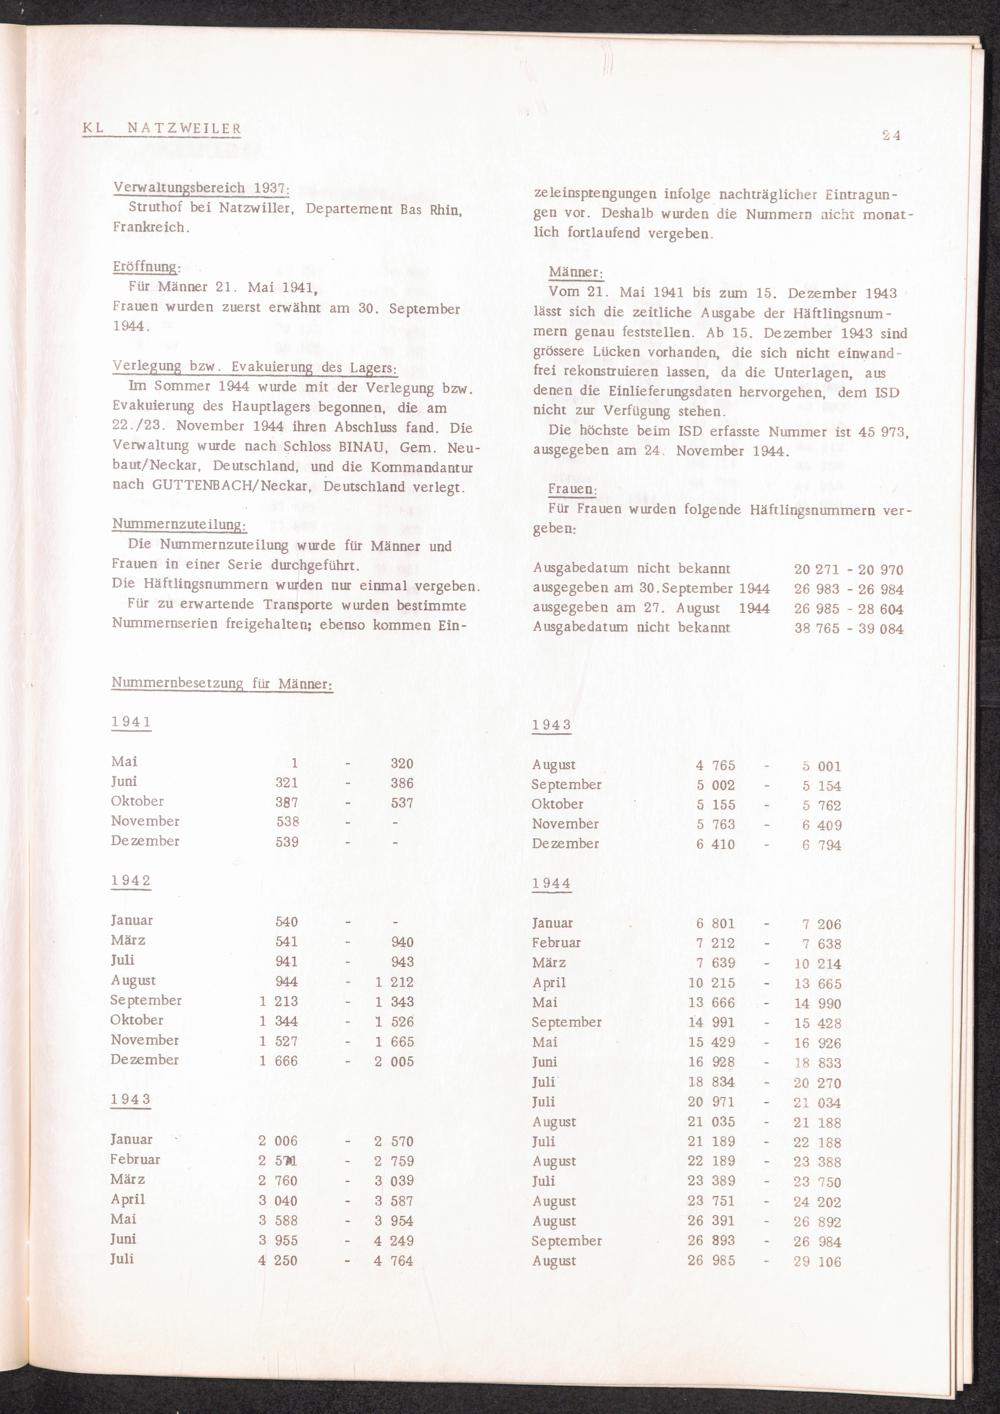 KL NATZWEILER
24
Verwaltungsbereich 1937:
Struthof bei Natzwiller, Departement Bas Rhin,
Frankreich.
Eröffnung:
Für Männer 21. Mai 1941,
Frauen wurden zuerst erwähnt am 30. September
1944.
Verlegung bzw. Evakuierung des Lagers:
Im Sommer 1944 wurde mit der Verlegung bzw.
Evakuierung des Hauptlagers begonnen, die am
22./23. November 1944 ihren Abschluss fand. Die
Verwaltung wurde nach Schloss BINAU, Gem. Neu-
baut/Neckar, Deutschland, und die Kommandantur
nach GUTTENBACH/Neckar, Deutschland verlegt.
Nummernzuteilung:
Die Nummernzuteilung wurde für Männer und
Frauen in einer Serie durchgeführt.
Die Häftlingsnummern wurden nur einmal vergeben.
Für zu erwartende Transporte wurden bestimmte
Nummernserien freigehalten; ebenso kommen Ein-
zeleinsprengungen infolge nachträglicher Eintragun-
gen vor. Deshalb wurden die Nummern nicht monat-
lich fortlaufend vergeben.
Männer:
Vom 21. Mai 1941 bis zum 15. Dezember 1943
lässt sich die zeitliche Ausgabe der Häftlingsnum-
mern genau feststellen. Ab 15. Dezember 1943 sind
grössere Lücken vorhanden, die sich nicht einwand-
frei rekonstruieren lassen, da die Unterlagen, aus
denen die Einlieferungsdaten hervorgehen, dem ISD
nicht zur Verfügung stehen.
Die höchste beim ISD erfasste Nummer ist 45 973,
ausgegeben am 24. November 1944.
Frauen:
Für Frauen wurden folgende Häftlingsnummern ver-
geben:
Ausgabedatum nicht bekannt 20 271 - 20 970
ausgegeben am 30.September 1944 26 983 - 26 984
ausgegeben am 27. August 1944 26 985 - 28 604
Ausgabedatum nicht bekannt 38 765 - 39 084
Nummernbesetzung für Männer:
1941
Mai 1 - 320
Juni 321 - 386
Oktober 387 - 537
November 538 - -
Dezember 539 - -
1942
Januar 540 - -
März 541 - 940
Juli 941 - 943
August 944 - 1 212
September 1 213 - 1 343
Oktober 1 344 - 1 526
November 1 527 - 1 665
Dezember 1 666 - 2 005
1943
Januar 2 006 - 2 570
Februar 2 571 - 2 759
März 2 760 - 3 039
April 3 040 - 3 587
Mai 3 588 - 3 954
Juni 3 955 - 4 249
Juli 4 250 - 4 764
1943
August 4 765 - 5 001
September 5 002 - 5 154
Oktober 5 155 - 5 762
November 5 763 - 6 409
Dezember 6 410 - 6 794
1944
Januar 6 801 - 7 206
Februar 7 212 - 7 638
März 7 639 - 10 214
April 10 215 - 13 665
Mai 13 666 - 14 990
September 14 991 - 15 428
Mai 15 429 - 16 926
Juni 16 928 - 18 833
Juli 18 834 - 20 270
Juli 20 971 - 21 034
August 21 035 - 21 188
Juli 21 189 - 22 188
August 22 189 - 23 388
Juli 23 389 - 23 750
August 23 751 - 24 202
August 26 391 - 26 892
September 26 893 - 26 984
August 26 985 - 29 106